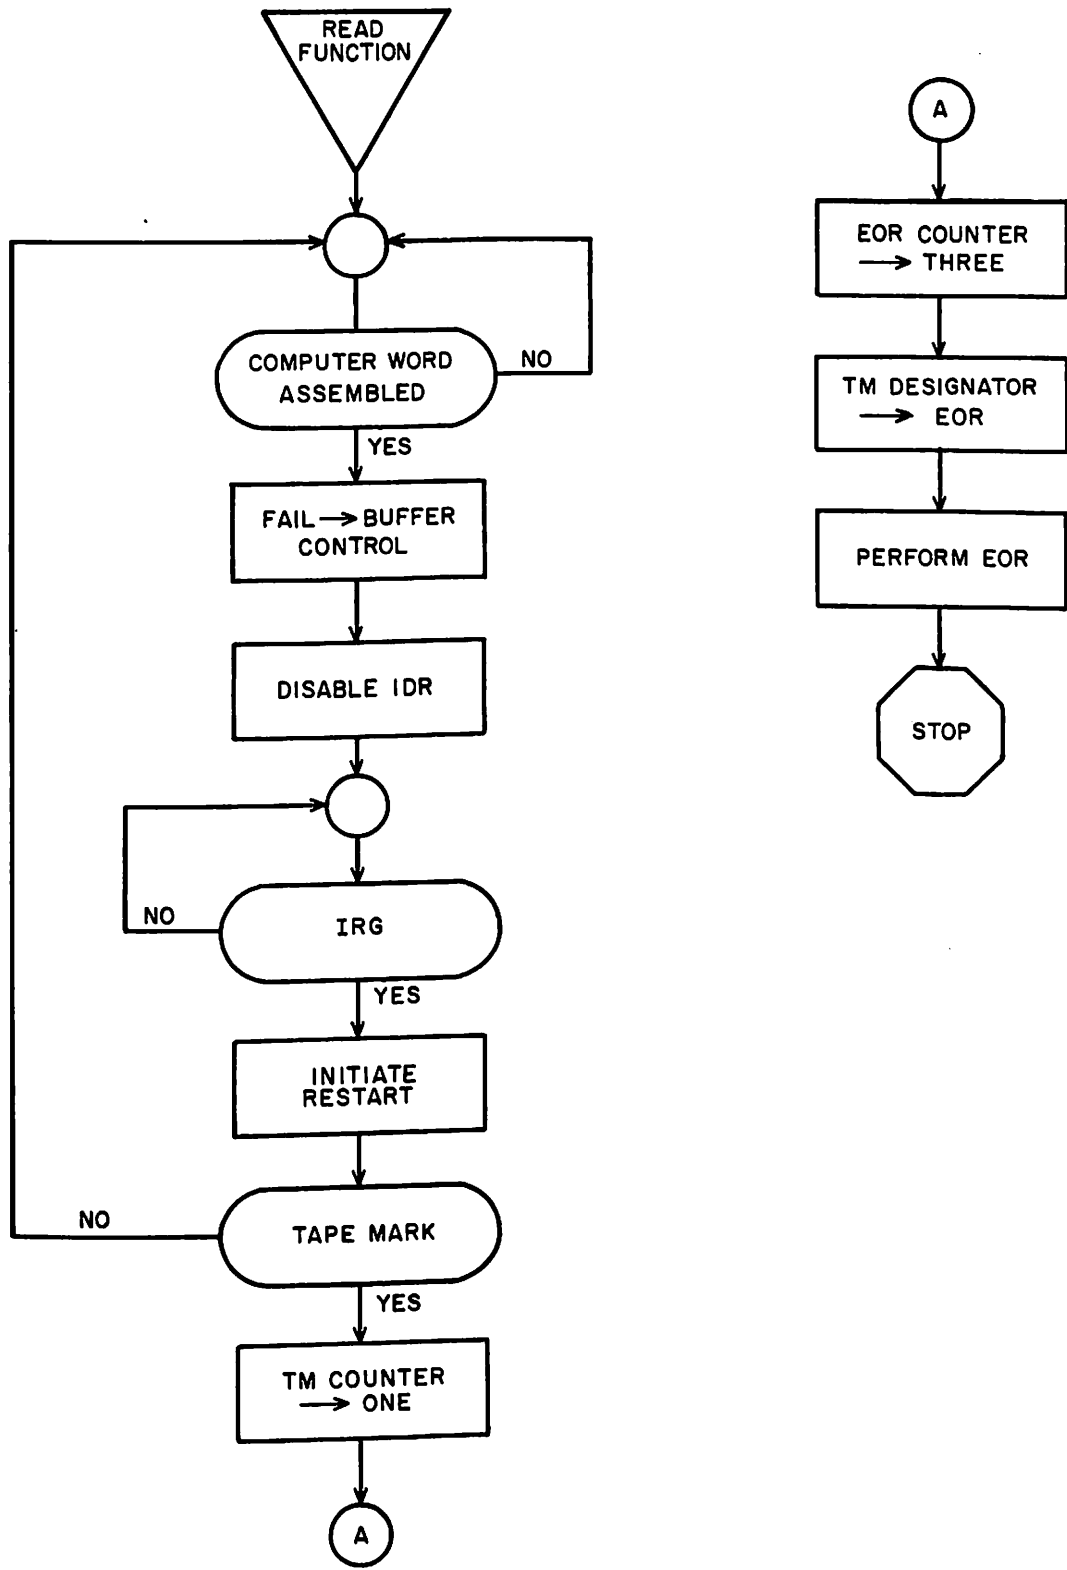 READ
FUNCTION
COMPUTER WORD
ASSEMBLED
NO
YES
FAIL → BUFFER
CONTROL
DISABLE IDR
IRG
NO
YES
INITIATE
RESTART
TAPE MARK
NO
YES
TM COUNTER
→ ONE
A
A
EOR COUNTER
→ THREE
TM DESIGNATOR
→ EOR
PERFORM EOR
STOP